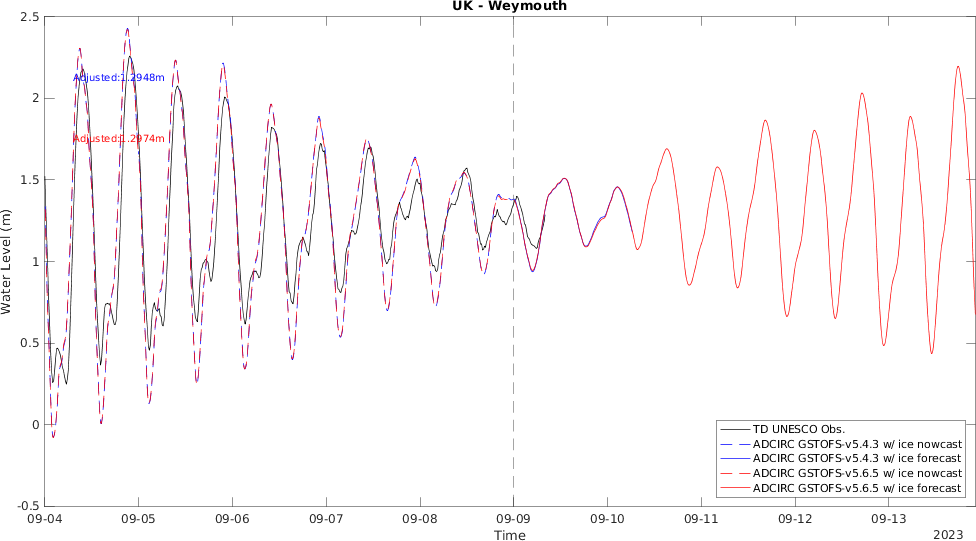 UK - Weymouth
2.5
2
1.5
1
0.5
0
-0.5
Water Level (m)
Adjusted:1.2948m
Adjusted:1.2974m
TD UNESCO Obs.
ADCIRC GSTOFS-v5.4.3 w/ ice nowcast
ADCIRC GSTOFS-v5.4.3 w/ ice forecast
ADCIRC GSTOFS-v5.6.5 w/ ice nowcast
ADCIRC GSTOFS-v5.6.5 w/ ice forecast
09-04 09-05 09-06 09-07 09-08 09-09 09-10 09-11 09-12 09-13
Time
2023